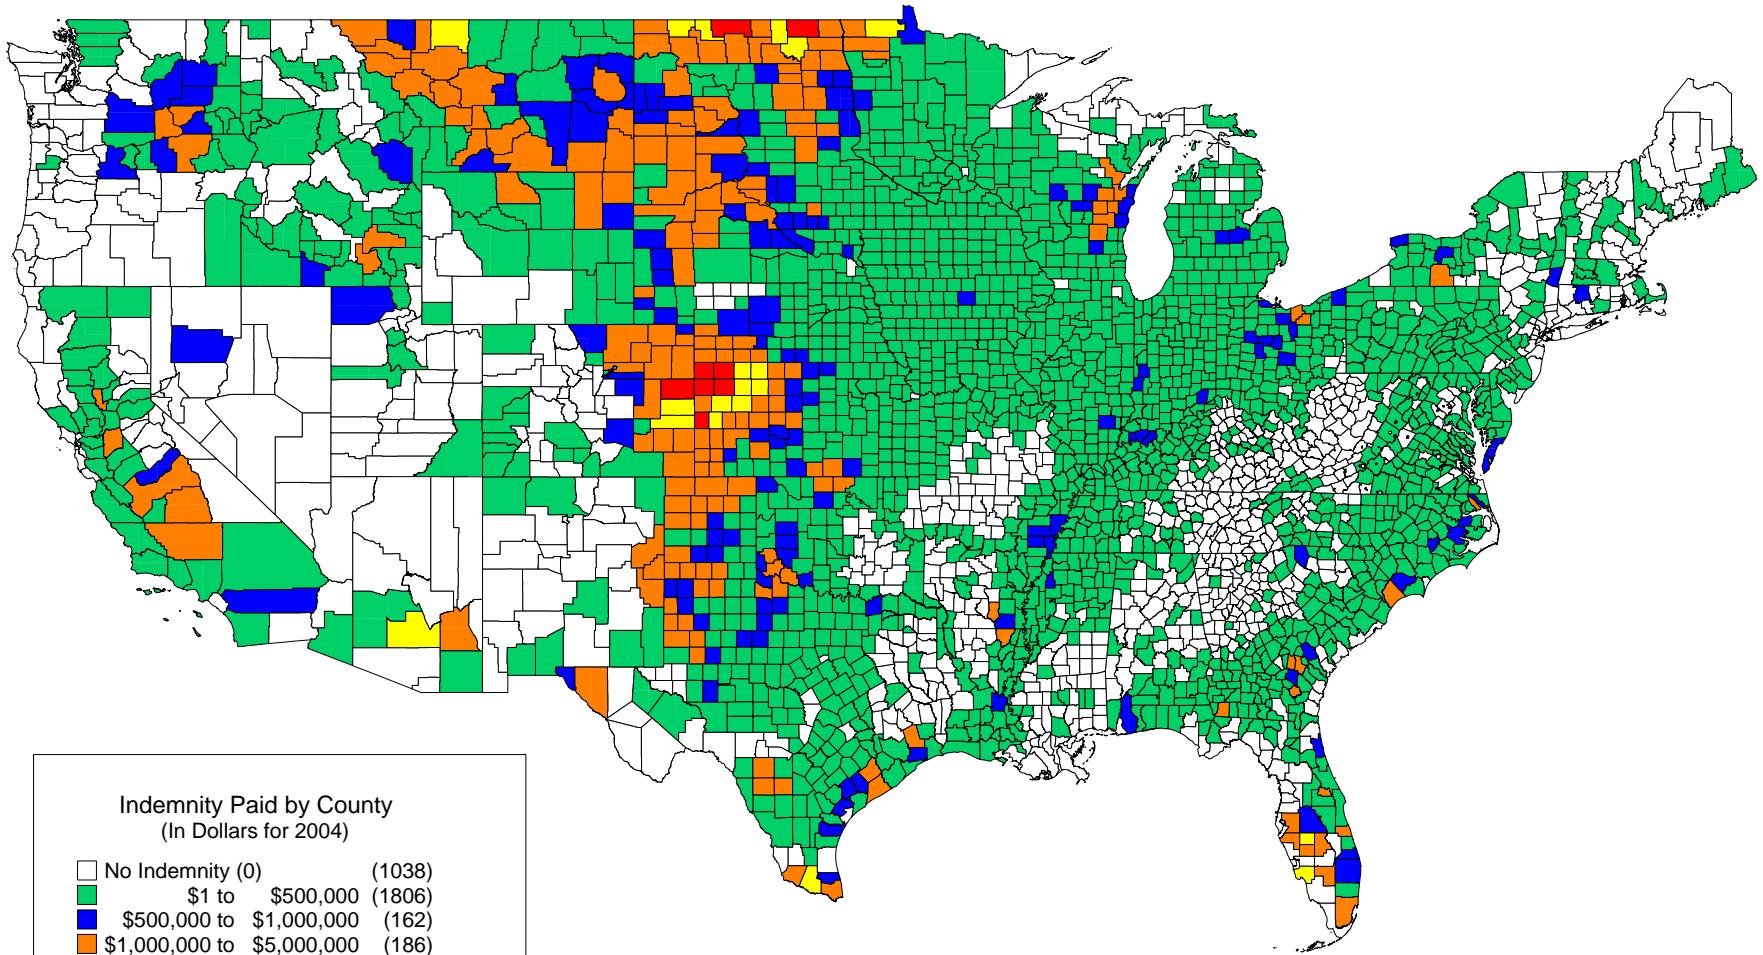 Indemnity Paid by County
(In Dollars for 2004)
No Indemnity (0) (1038)
$1 to $500,000 (1806)
$500,000 to $1,000,000 (162)
$1,000,000 to $5,000,000 (186)